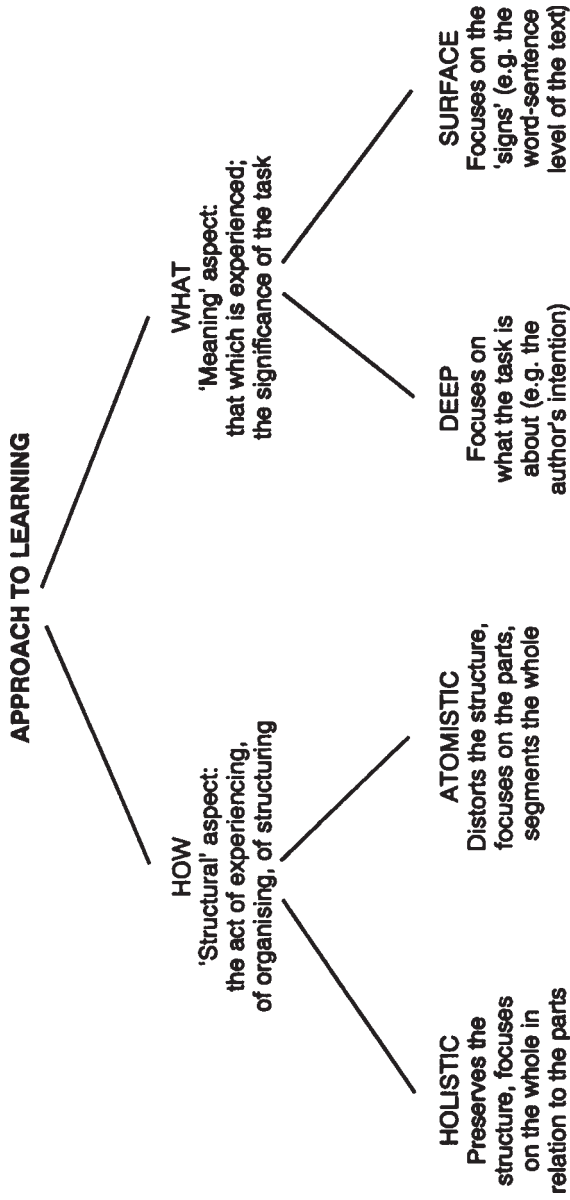 APPROACH TO LEARNING
HOW
'Structural' aspect:
the act of experiencing,
of organising, of structuring
WHAT
'Meaning' aspect:
that which is experienced;
the significance of the task
HOLISTIC
Preserves the
structure, focuses
on the whole in
relation to the parts
ATOMISTIC
Distorts the structure,
focuses on the parts,
segments the whole
DEEP
Focuses on
what the task is
about (e.g. the
author's intention)
SURFACE
Focuses on the
'signs' (e.g. the
word-sentence
level of the text)